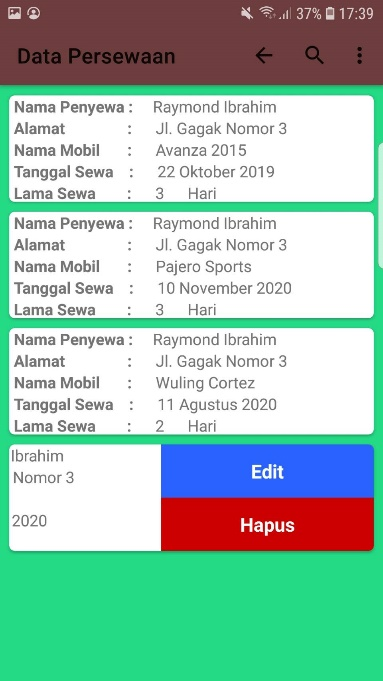 37% 17:39
Data Persewaan
Nama Penyewa : Raymond Ibrahim
Alamat : Jl. Gagak Nomor 3
Nama Mobil : Avanza 2015
Tanggal Sewa : 22 Oktober 2019
Lama Sewa : 3 Hari
Nama Penyewa : Raymond Ibrahim
Alamat : Jl. Gagak Nomor 3
Nama Mobil : Pajero Sports
Tanggal Sewa : 10 November 2020
Lama Sewa : 3 Hari
Nama Penyewa : Raymond Ibrahim
Alamat : Jl. Gagak Nomor 3
Nama Mobil : Wuling Cortez
Tanggal Sewa : 11 Agustus 2020
Lama Sewa : 2 Hari
Ibrahim
Nomor 3
2020
Edit
Hapus